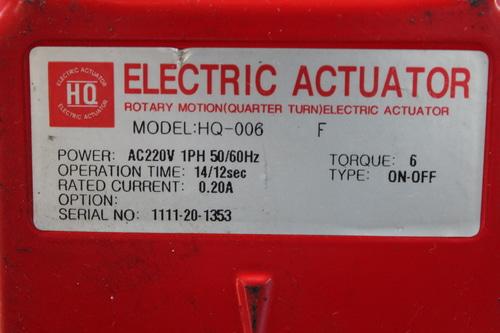 ELECTRIC ACTUATOR
HQ
ELECTRIC ACTUATOR
ELECTRIC ACTUATOR
ROTARY MOTION(QUARTER TURN)ELECTRIC ACTUATOR
MODEL:HQ-006 F
POWER: AC220V 1PH 50/60Hz TORQUE: 6
OPERATION TIME: 14/12sec TYPE: ON-OFF
RATED CURRENT: 0.20A
OPTION:
SERIAL NO: 1111-20-1353